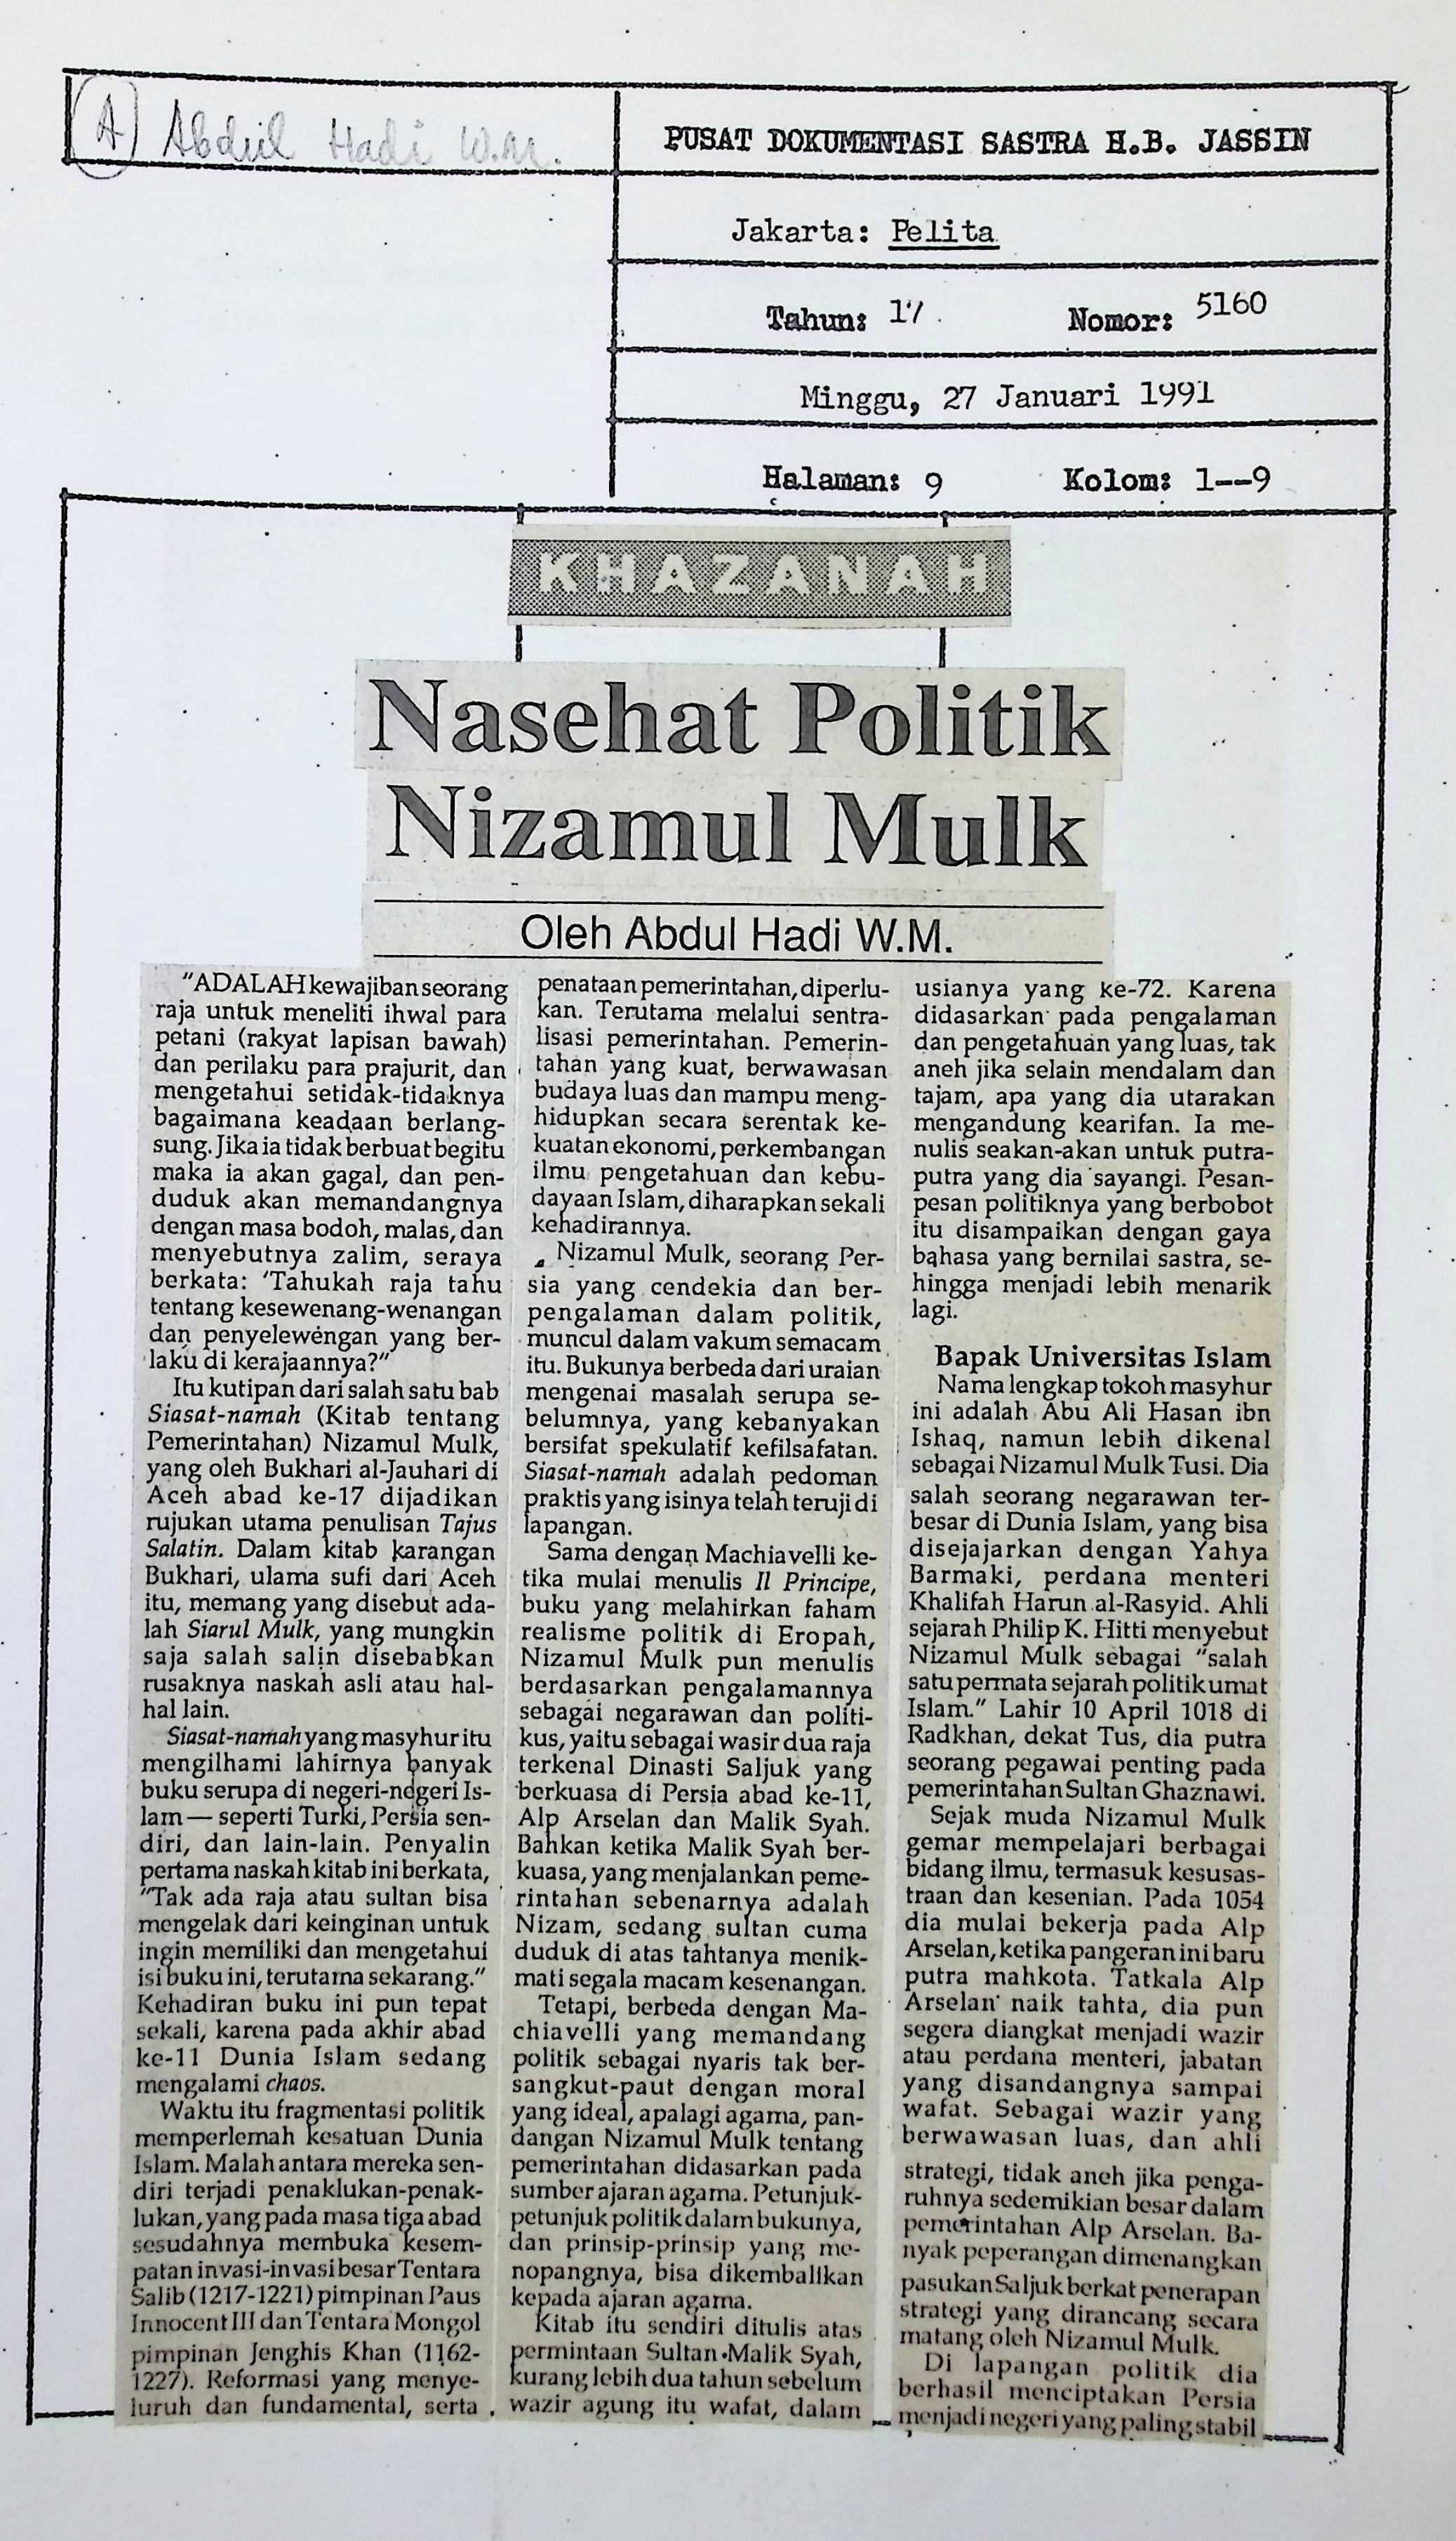 (A) Abdul Hadi W.M.
PUSAT DOKUMENTASI SASTRA H.B. JASSIN
Jakarta: Pelita
Tahun: 17 Nomor: 5160
Minggu, 27 Januari 1991
Halaman: 9 Kolom: 1--9
KHAZANAH
Nasehat Politik
Nizamul Mulk
Oleh Abdul Hadi W.M.
"ADALAH kewajiban seorang
raja untuk meneliti ihwal para
petani (rakyat lapisan bawah)
dan perilaku para prajurit, dan
mengetahui setidak-tidaknya
bagaimana keadaan berlang-
sung. Jika ia tidak berbuat begitu
maka ia akan gagal, dan pen-
duduk akan memandangnya
dengan masa bodoh, malas, dan
menyebutnya zalim, seraya
berkata: 'Tahukah raja tahu
tentang kesewenang-wenangan
dan penyelewengan yang ber-
laku di kerajaannya?"
Itu kutipan dari salah satu bab
Siasat-namah (Kitab tentang
Pemerintahan) Nizamul Mulk,
yang oleh Bukhari al-Jauhari di
Aceh abad ke-17 dijadikan
rujukan utama penulisan Tajus
Salatin. Dalam kitab karangan
Bukhari, ulama sufi dari Aceh
itu, memang yang disebut ada-
lah Siarul Mulk, yang mungkin
saja salah salin disebabkan
rusaknya naskah asli atau hal-
hal lain.
Siasat-namah yang masyhur itu
mengilhami lahirnya banyak
buku serupa di negeri-negeri Is-
lam — seperti Turki, Persia sen-
diri, dan lain-lain. Penyalin
pertama naskah kitab ini berkata,
"Tak ada raja atau sultan bisa
mengelak dari keinginan untuk
ingin memiliki dan mengetahui
isi buku ini, terutama sekarang."
Kehadiran buku ini pun tepat
sekali, karena pada akhir abad
ke-11 Dunia Islam sedang
mengalami chaos.
Waktu itu fragmentasi politik
memperlemah kesatuan Dunia
Islam. Malah antara mereka sen-
diri terjadi penaklukan-penak-
lukan, yang pada masa tiga abad
sesudahnya membuka kesem-
patan invasi-invasi besar Tentara
Salib (1217-1221) pimpinan Paus
Innocent III dan Tentara Mongol
pimpinan Jenghis Khan (1162-
1227). Reformasi yang menye-
luruh dan fundamental, serta
penataan pemerintahan, diperlu-
kan. Terutama melalui sentra-
lisasi pemerintahan. Pemerin-
tahan yang kuat, berwawasan
budaya luas dan mampu meng-
hidupkan secara serentak ke-
kuatan ekonomi, perkembangan
ilmu pengetahuan dan kebu-
dayaan Islam, diharapkan sekali
kehadirannya.
Nizamul Mulk, seorang Per-
sia yang cendekia dan ber-
pengalaman dalam politik,
muncul dalam vakum semacam
itu. Bukunya berbeda dari uraian
mengenai masalah serupa se-
belumnya, yang kebanyakan
bersifat spekulatif kefilsafatan.
Siasat-namah adalah pedoman
praktis yang isinya telah teruji di
lapangan.
Sama dengan Machiavelli ke-
tika mulai menulis Il Principe,
buku yang melahirkan faham
realisme politik di Eropah,
Nizamul Mulk pun menulis
berdasarkan pengalamannya
sebagai negarawan dan politi-
kus, yaitu sebagai wasir dua raja
terkenal Dinasti Saljuk yang
berkuasa di Persia abad ke-11,
Alp Arselan dan Malik Syah.
Bahkan ketika Malik Syah ber-
kuasa, yang menjalankan peme-
rintahan sebenarnya adalah
Nizam, sedang sultan cuma
duduk di atas tahtanya menik-
mati segala macam kesenangan.
Tetapi, berbeda dengan Ma-
chiavelli yang memandang
politik sebagai nyaris tak ber-
sangkut-paut dengan moral
yang ideal, apalagi agama, pan-
dangan Nizamul Mulk tentang
pemerintahan didasarkan pada
sumber ajaran agama. Petunjuk-
petunjuk politik dalam bukunya,
dan prinsip-prinsip yang me-
nopangnya, bisa dikembalikan
kepada ajaran agama.
Kitab itu sendiri ditulis atas
permintaan Sultan Malik Syah,
kurang lebih dua tahun sebelum
wazir agung itu wafat, dalam
usianya yang ke-72. Karena
didasarkan pada pengalaman
dan pengetahuan yang luas, tak
aneh jika selain mendalam dan
tajam, apa yang dia utarakan
mengandung kearifan. Ia me-
nulis seakan-akan untuk putra-
putra yang dia sayangi. Pesan-
pesan politiknya yang berbobot
itu disampaikan dengan gaya
bahasa yang bernilai sastra, se-
hingga menjadi lebih menarik
lagi.
Bapak Universitas Islam
Nama lengkap tokoh masyhur
ini adalah Abu Ali Hasan ibn
Ishaq, namun lebih dikenal
sebagai Nizamul Mulk Tusi. Dia
salah seorang negarawan ter-
besar di Dunia Islam, yang bisa
disejajarkan dengan Yahya
Barmaki, perdana menteri
Khalifah Harun al-Rasyid. Ahli
sejarah Philip K. Hitti menyebut
Nizamul Mulk sebagai "salah
satu permata sejarah politik umat
Islam." Lahir 10 April 1018 di
Radkhan, dekat Tus, dia putra
seorang pegawai penting pada
pemerintahan Sultan Ghaznawi.
Sejak muda Nizamul Mulk
gemar mempelajari berbagai
bidang ilmu, termasuk kesusas-
traan dan kesenian. Pada 1054
dia mulai bekerja pada Alp
Arselan, ketika pangeran ini baru
putra mahkota. Tatkala Alp
Arselan naik tahta, dia pun
segera diangkat menjadi wazir
atau perdana menteri, jabatan
yang disandangnya sampai
wafat. Sebagai wazir yang
berwawasan luas, dan ahli
strategi, tidak aneh jika penga-
ruhnya sedemikian besar dalam
pemerintahan Alp Arselan. Ba-
nyak peperangan dimenangkan
pasukan Saljuk berkat penerapan
strategi yang dirancang secara
matang oleh Nizamul Mulk.
Di lapangan politik dia
berhasil menciptakan Persia
menjadi negeri yang paling stabil